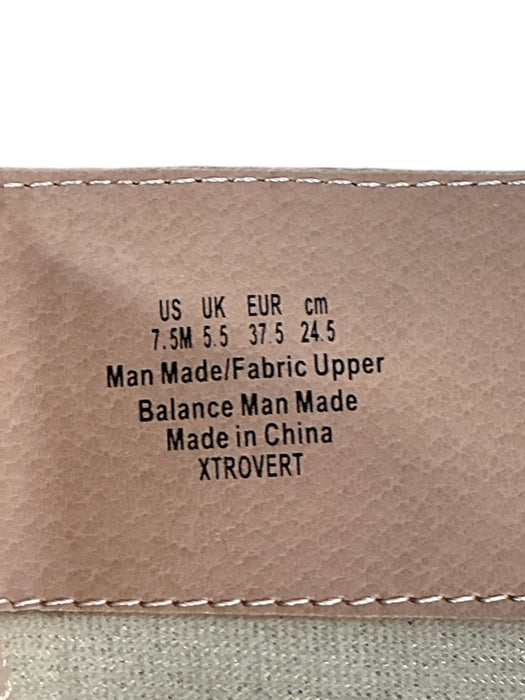 US UK EUR cm
7.5M 5.5 37.5 24.5
Man Made/Fabric Upper
Balance Man Made
Made in China
XTROVERT